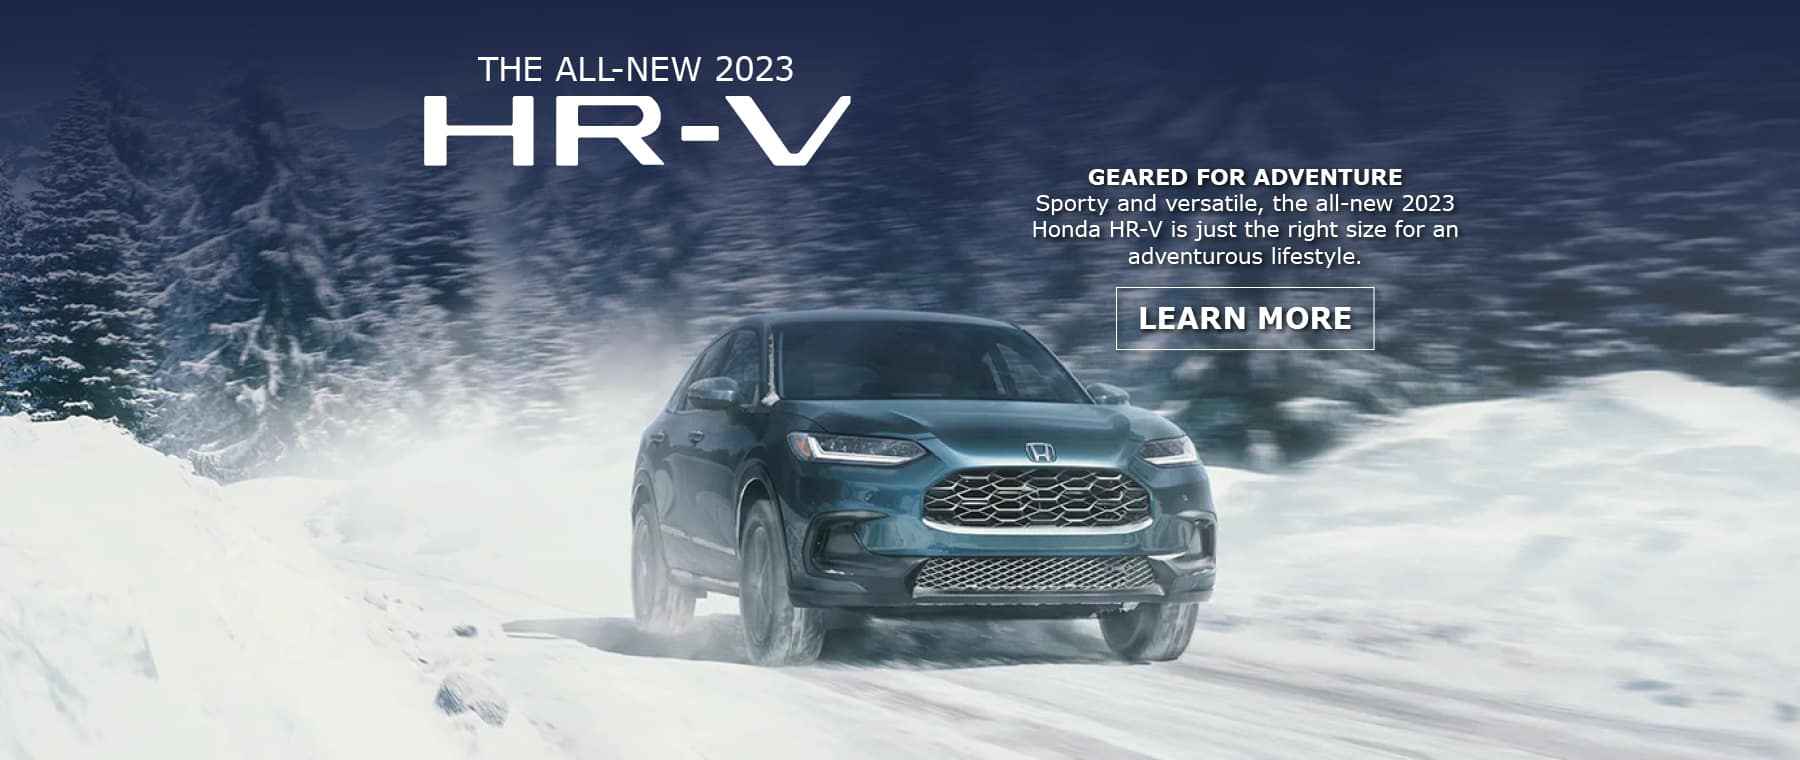 THE ALL-NEW 2023
HR-V
GEARED FOR ADVENTURE
Sporty and versatile, the all-new 2023
Honda HR-V is just the right size for an
adventurous lifestyle.
LEARN MORE